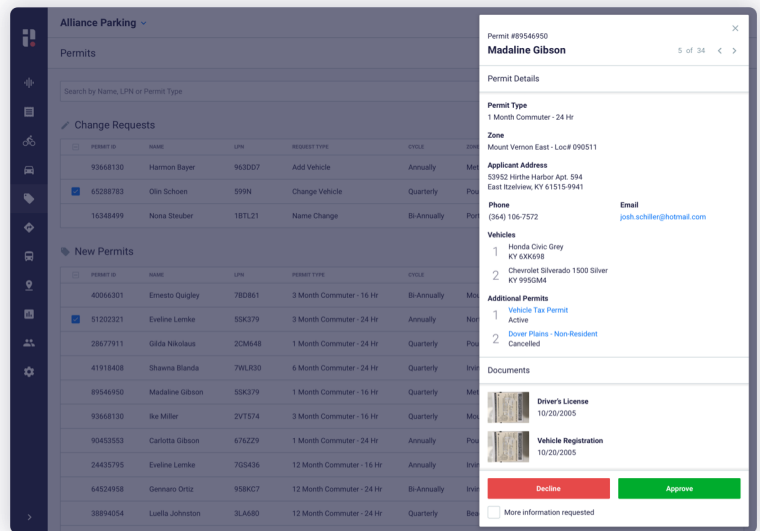 Alliance Parking
Permits
Search by Name, LPN or Permit Type
Change Requests
PERMIT ID NAME LPN REQUEST TYPE CYCLE
93668130 Harmon Bayer 963DD7 Add Vehicle Annually
65288783 Olin Schoen 599N Change Vehicle Quarterly
16348499 Nona Steuber 1BTL21 Name Change Bi-Annually
New Permits
PERMIT ID NAME LPN PERMIT TYPE CYCLE
40066301 Ernesto Quigley 7BD861 3 Month Commuter - 16 Hr Bi-Annually
51202321 Eveline Lemke 5SK379 3 Month Commuter - 24 Hr Annually
28677911 Gilda Nikolaus 2CM648 1 Month Commuter - 24 Hr Quarterly
41918408 Shawna Blanda 7WLR30 6 Month Commuter - 24 Hr Quarterly
89546950 Madaline Gibson 5SK379 1 Month Commuter - 16 Hr Quarterly
93668130 Ike Miller 2VT574 3 Month Commuter - 16 Hr Quarterly
90453553 Carlotta Gibson 676ZZ9 1 Month Commuter - 24 Hr Annually
24435795 Eveline Lemke 7GS436 12 Month Commuter - 16 Hr Annually
64524958 Gennaro Ortiz 958KC7 12 Month Commuter - 24 Hr Bi-Annually
38894054 Luella Johnston 3LA680 12 Month Commuter - 24 Hr Quarterly
Permit #89546950
Madaline Gibson 5 of 34
Permit Details
Permit Type
1 Month Commuter - 24 Hr
Zone
Mount Vernon East - Loc# 090511
Applicant Address
53952 Hirthe Harbor Apt. 594
East Itzelview, KY 61515-9941
Phone Email
(364) 106-7572 josh.schiller@hotmail.com
Vehicles
1 Honda Civic Grey
KY 6XK698
2 Chevrolet Silverado 1500 Silver
KY 995GM4
Additional Permits
1 Vehicle Tax Permit
Active
2 Dover Plains - Non-Resident
Cancelled
Documents
Driver's License
10/20/2005
Vehicle Registration
10/20/2005
Decline Approve
More information requested